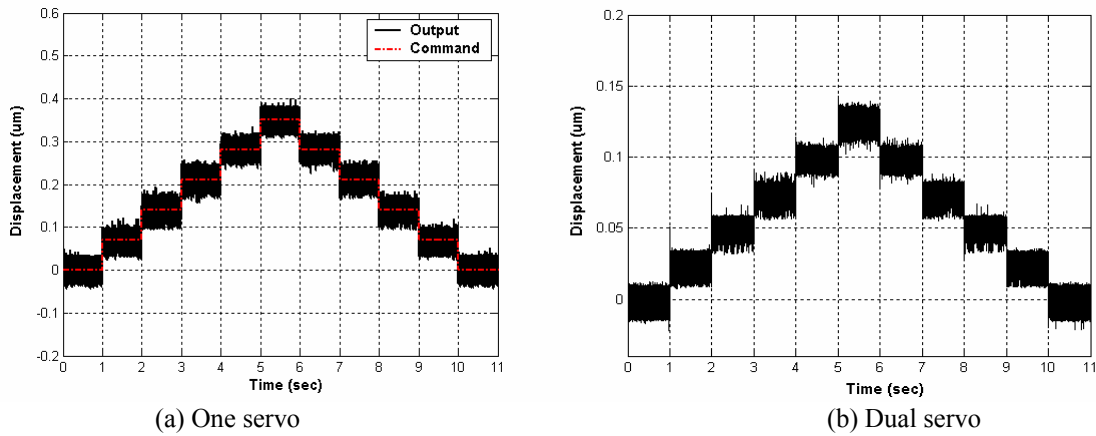 0.6
0.5
0.4
0.3
0.2
0.1
0
-0.1
-0.2
Displacement (um)
Output
Command
0 1 2 3 4 5 6 7 8 9 10 11
Time (sec)
(a) One servo
0.2
0.15
0.1
0.05
0
Displacement (um)
0 1 2 3 4 5 6 7 8 9 10 11
Time (sec)
(b) Dual servo